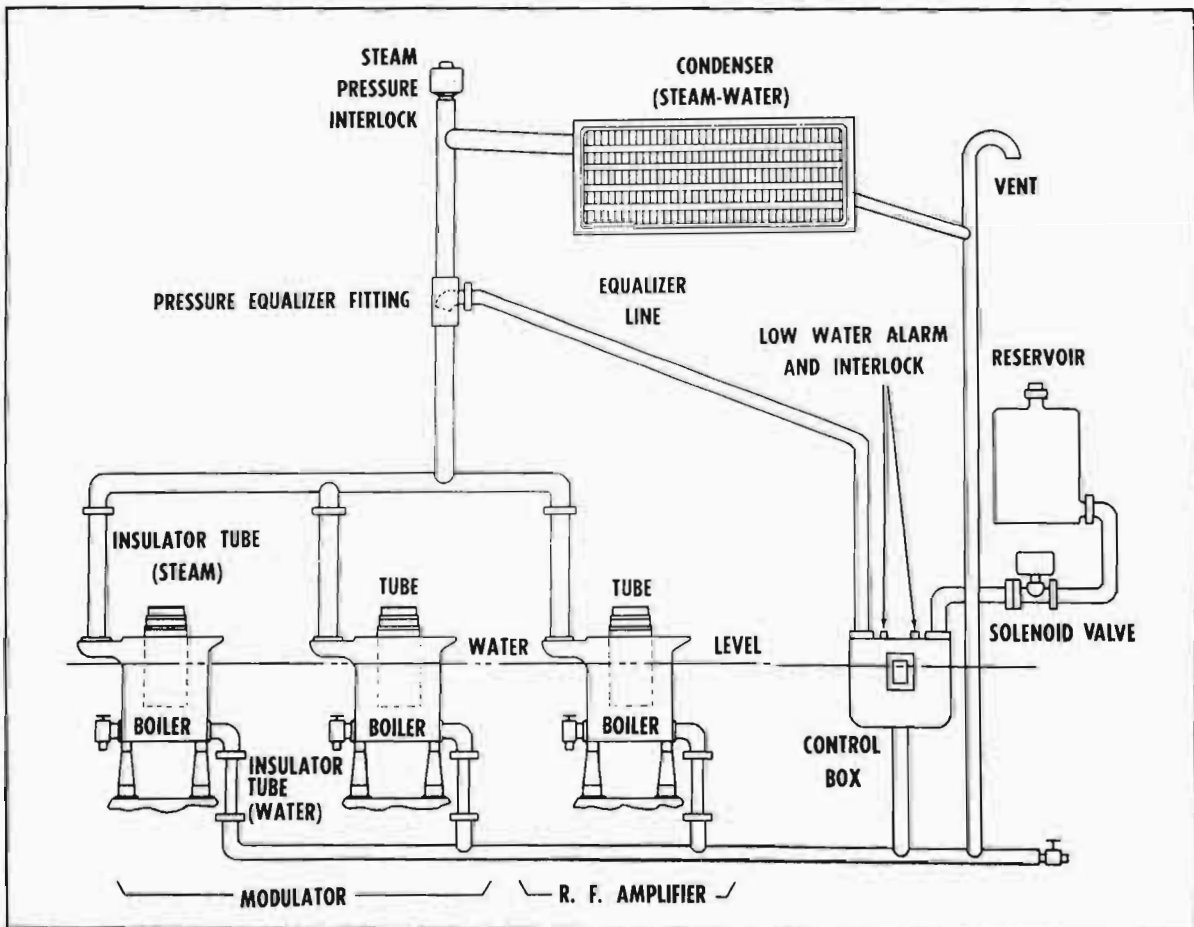 STEAM
PRESSURE
INTERLOCK
CONDENSER
(STEAM-WATER)
VENT
PRESSURE EQUALIZER FITTING
EQUALIZER
LINE
LOW WATER ALARM
AND INTERLOCK
RESERVOIR
INSULATOR TUBE
(STEAM)
TUBE
TUBE
SOLENOID VALVE
WATER
LEVEL
BOILER
BOILER
BOILER
INSULATOR
TUBE
(WATER)
CONTROL
BOX
MODULATOR
R. F. AMPLIFIER